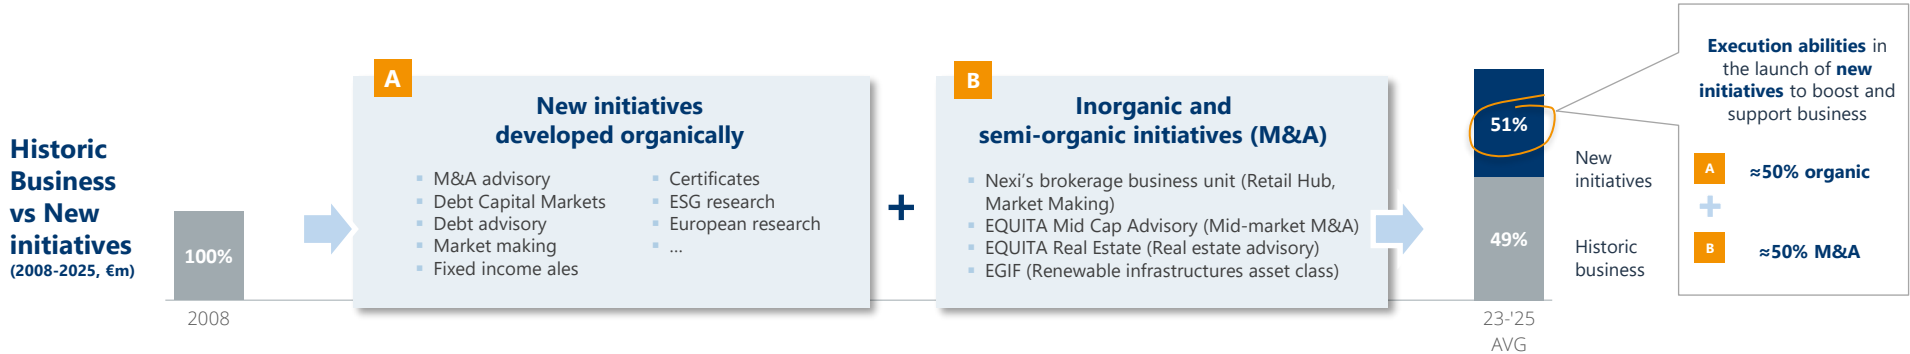 Historic
Business
vs New
initiatives
(2008-2025, €m)
100%
2008
A
New initiatives
developed organically
M&A advisory
Debt Capital Markets
Debt advisory
Market making
Fixed income ales
Certificates
ESG research
European research
...
+
B
Inorganic and
semi-organic initiatives (M&A)
Nexi's brokerage business unit (Retail Hub,
Market Making)
EQUITA Mid Cap Advisory (Mid-market M&A)
EQUITA Real Estate (Real estate advisory)
EGIF (Renewable infrastructures asset class)
51%
49%
23-'25
AVG
New
initiatives
Historic
business
Execution abilities in
the launch of new
initiatives to boost and
support business
A ≈50% organic
+
B ≈50% M&A